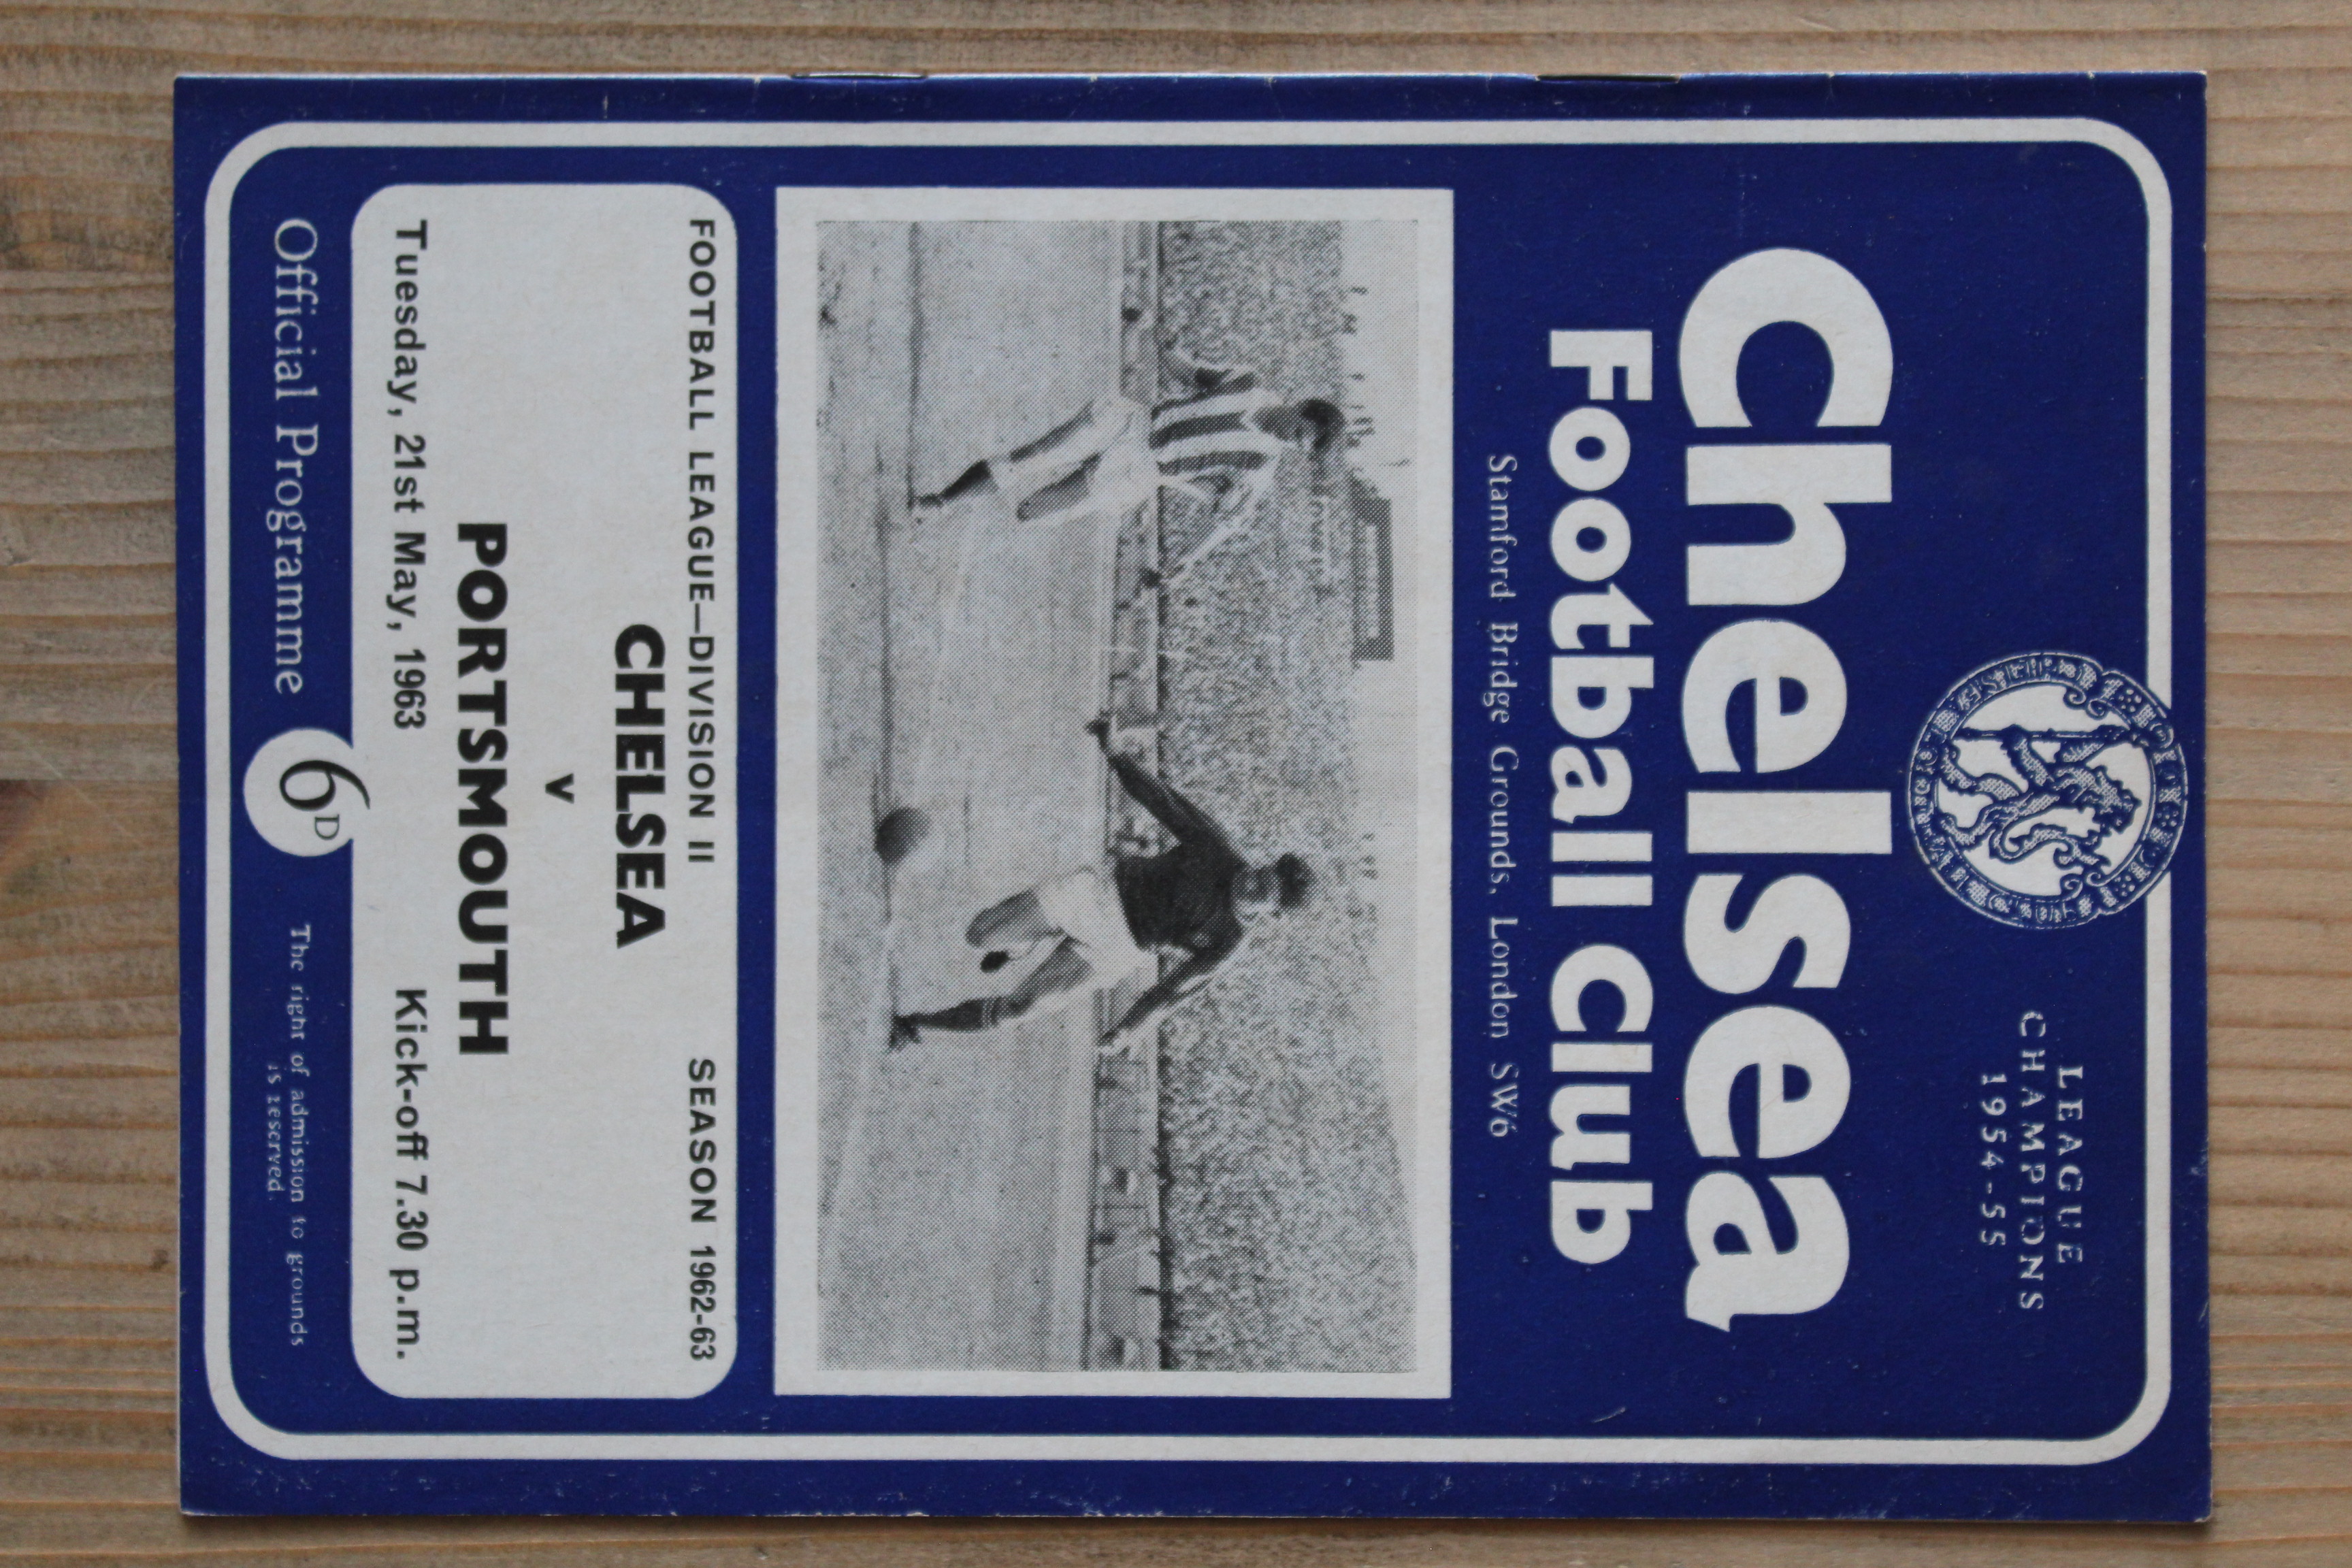 LEAGUE
CHAMPIONS
1954-55
Chelsea
Football Club
Stamford Bridge Grounds, London SW6
FOOTBALL LEAGUE—DIVISION II SEASON 1962-63
CHELSEA
v
PORTSMOUTH
Tuesday, 21st May, 1963 Kick-off 7.30 p.m.
Official Programme 6D The right of admission to grounds
is reserved.